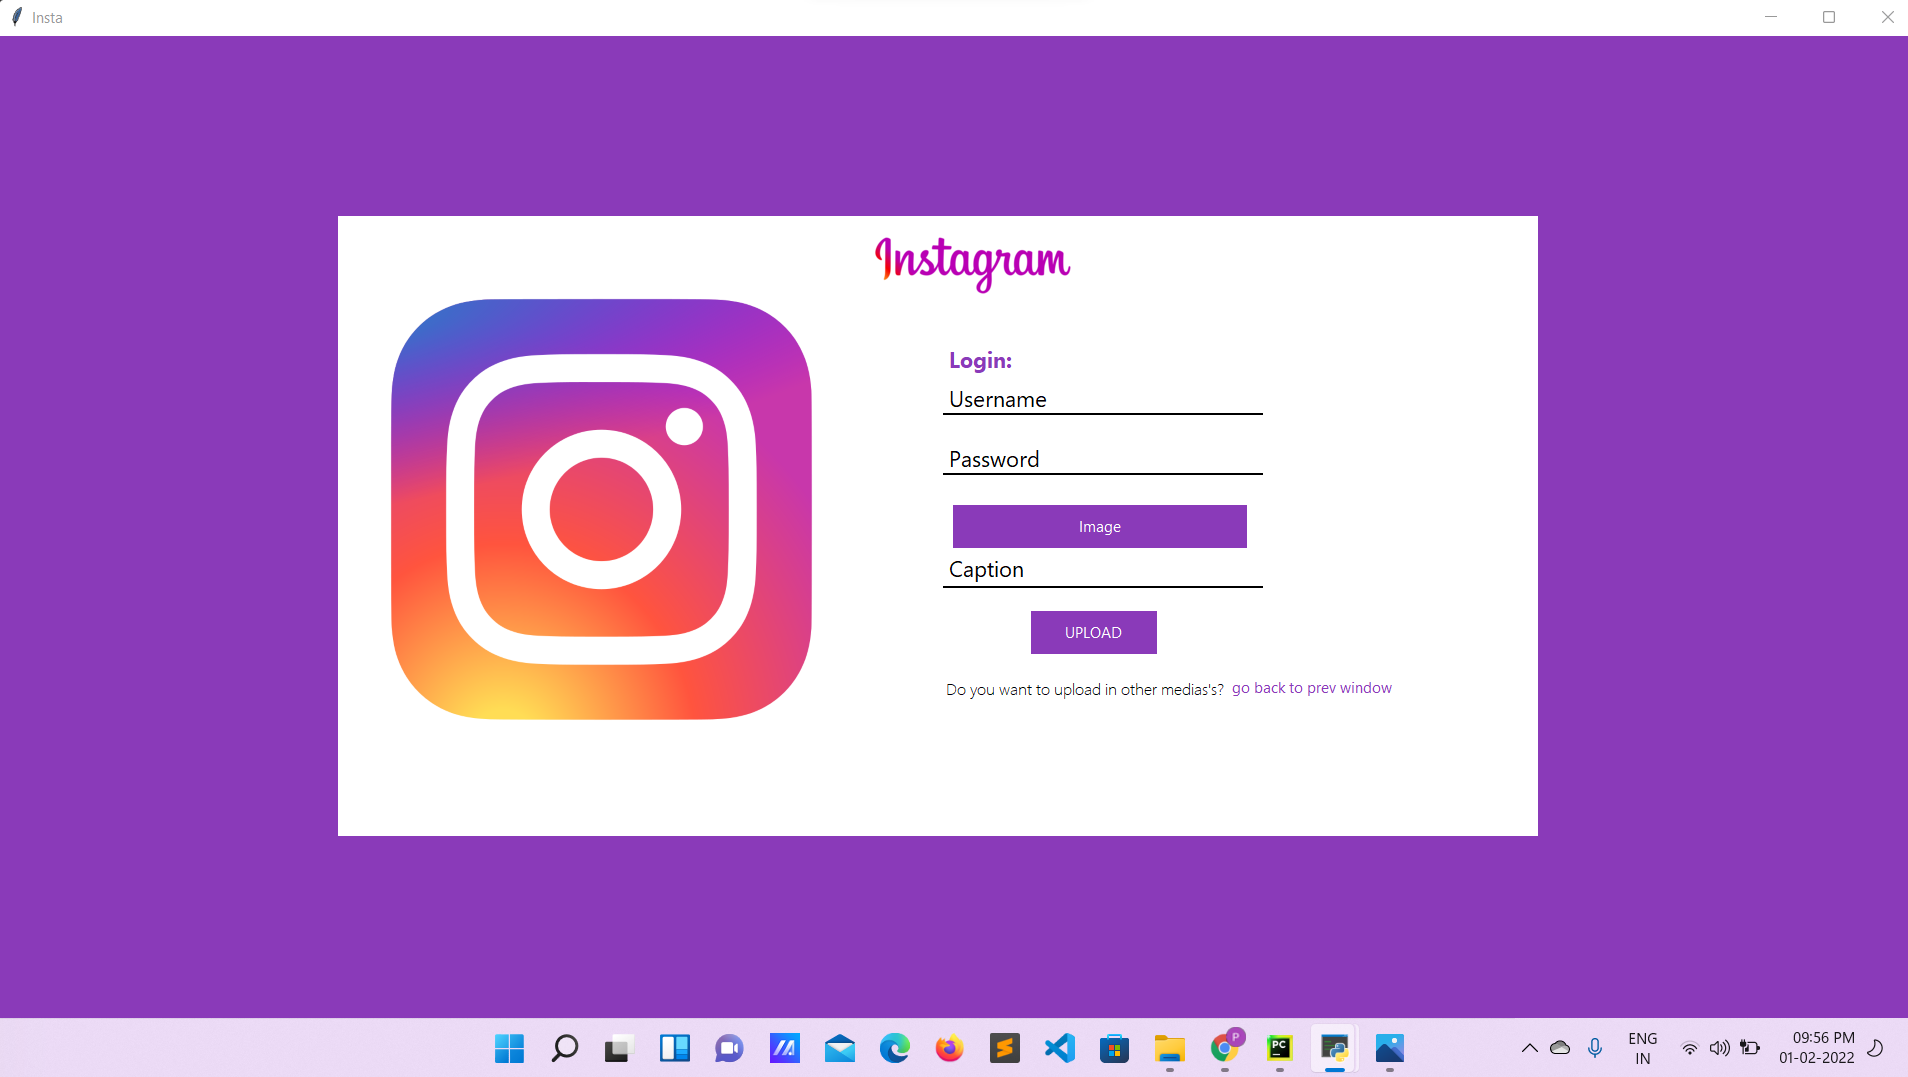 Insta
Instagram
Login:
Username
Password
Image
Caption
UPLOAD
Do you want to upload in other medias's? go back to prev window
P
PC
ENG
IN
09:56 PM
01-02-2022